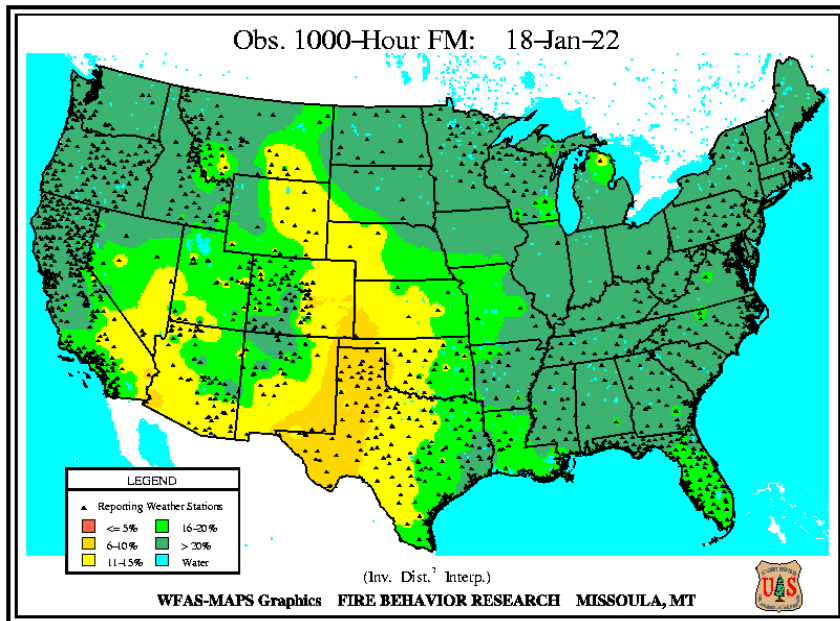 Obs. 1000-Hour FM: 18-Jan-22
LEGEND
Reporting Weather Stations
<= 5%
16-20%
6-10%
> 20%
11-15%
Water
(Inv. Dist.² Interp.)
WFAS-MAPS Graphics FIRE BEHAVIOR RESEARCH MISSOULA, MT
U S